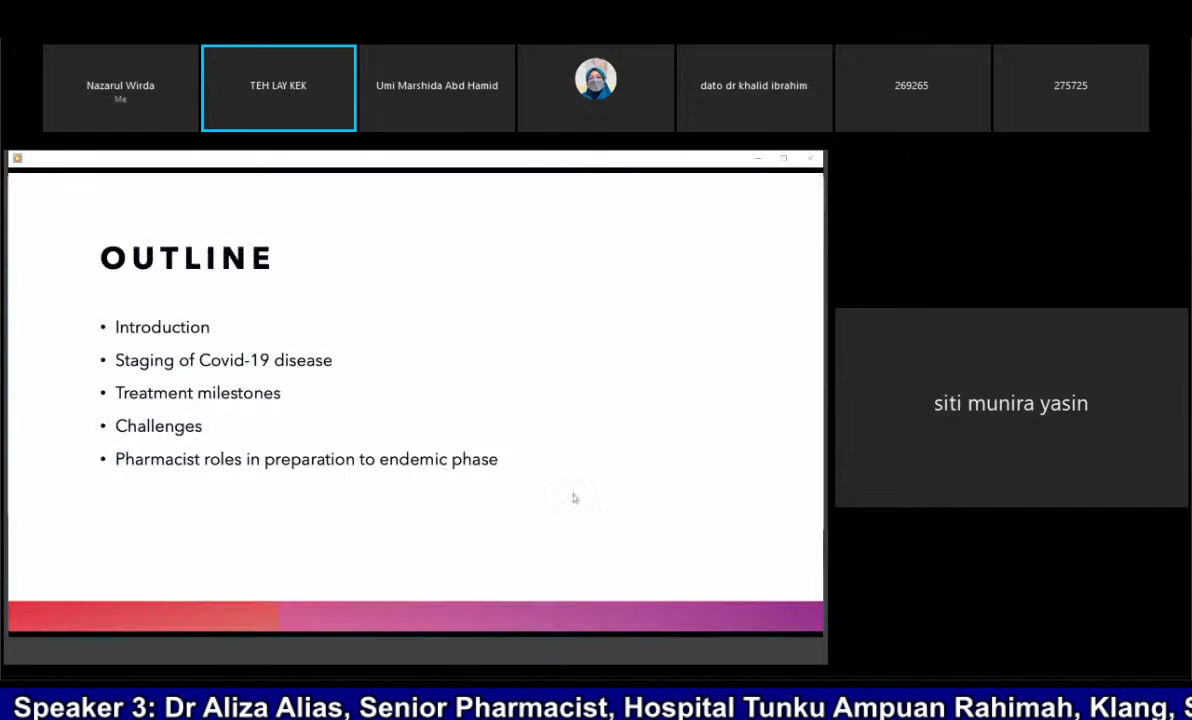 Nazarul Wirda
Me
TEH LAY KEK
Umi Marshida Abd Hamid
dato dr khalid ibrahim
269265
275725
OUTLINE
• Introduction
• Staging of Covid-19 disease
• Treatment milestones
• Challenges
• Pharmacist roles in preparation to endemic phase
siti munira yasin
Speaker 3: Dr Aliza Alias, Senior Pharmacist, Hospital Tunku Ampuan Rahimah, Klang, S